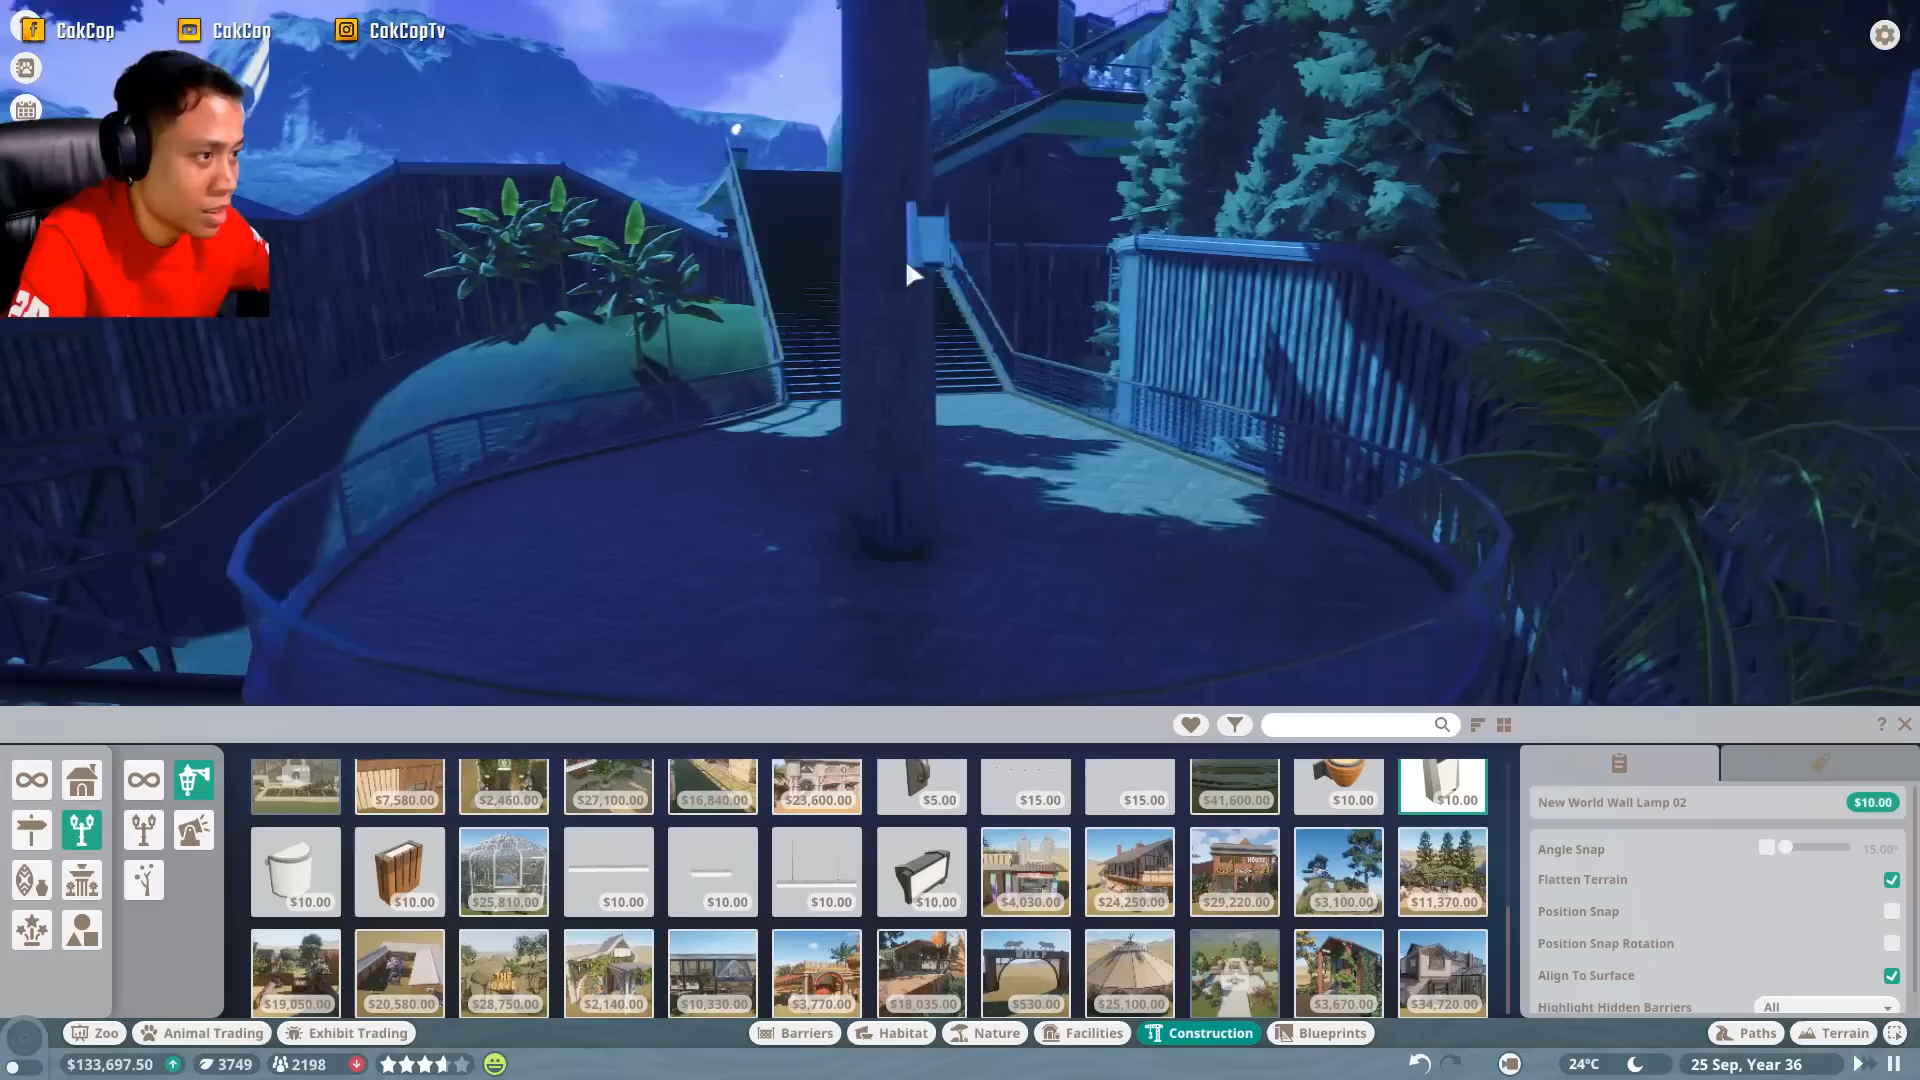 CakCop CakCop CakCopTv
$7,580.00 $2,460.00 $27,100.00 $16,840.00 $23,600.00 $5.00 $15.00 $15.00 $41,600.00 $10.00 $10.00
$10.00 $10.00 $25,810.00 $10.00 $10.00 $10.00 $10.00 $4,030.00 $24,250.00 $29,220.00 $3,100.00 $11,370.00
$19,050.00 $20,580.00 $28,750.00 $2,140.00 $10,330.00 $3,770.00 $18,035.00 $530.00 $25,100.00 $3,670.00 $34,720.00
? 
New World Wall Lamp 02 $10.00
Angle Snap 15.00°
Flatten Terrain
Position Snap
Position Snap Rotation
Align To Surface
Highlight Hidden Barriers All
Zoo Animal Trading Exhibit Trading Barriers Habitat Nature Facilities Construction Blueprints Paths Terrain
$133,697.50 3749 2198 24°C 25 Sep, Year 36